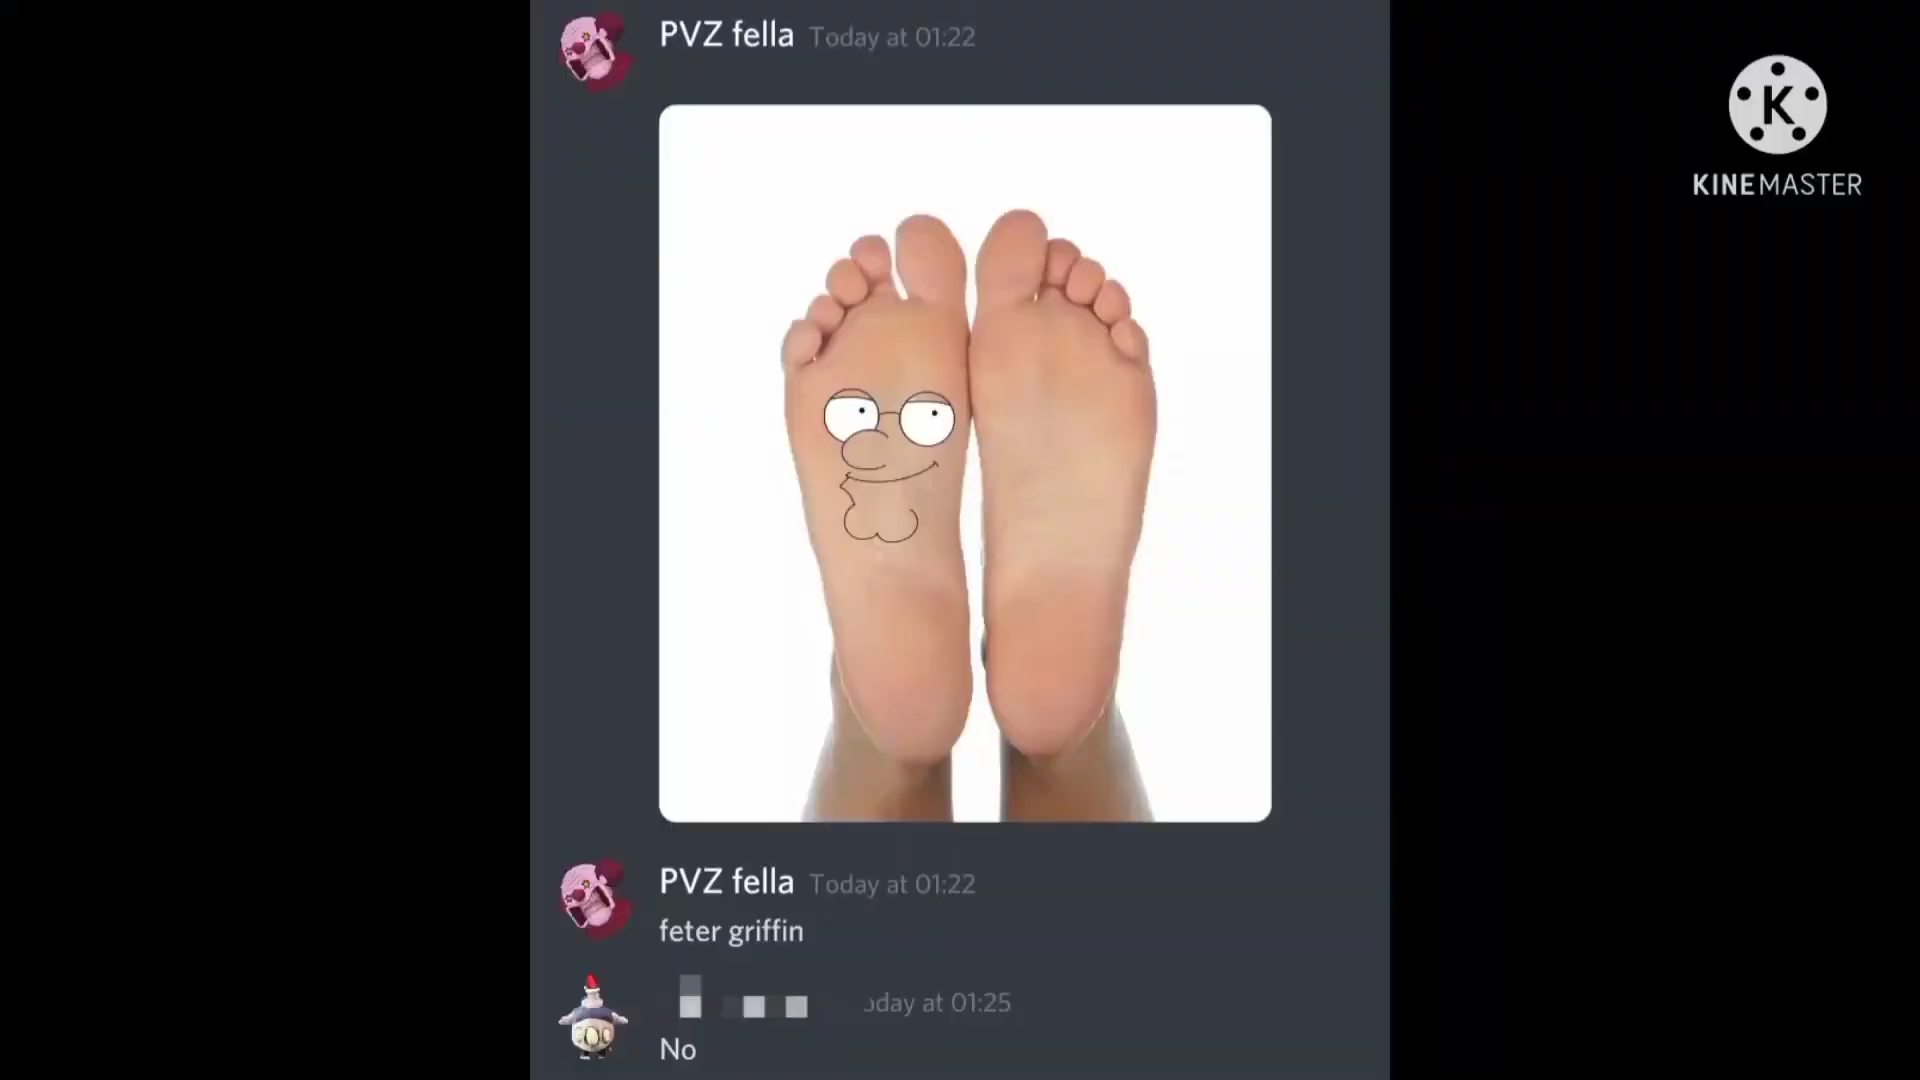 PVZ fella Today at 01:22
K
KINEMASTER
PVZ fella Today at 01:22
feter griffin
oday at 01:25
No